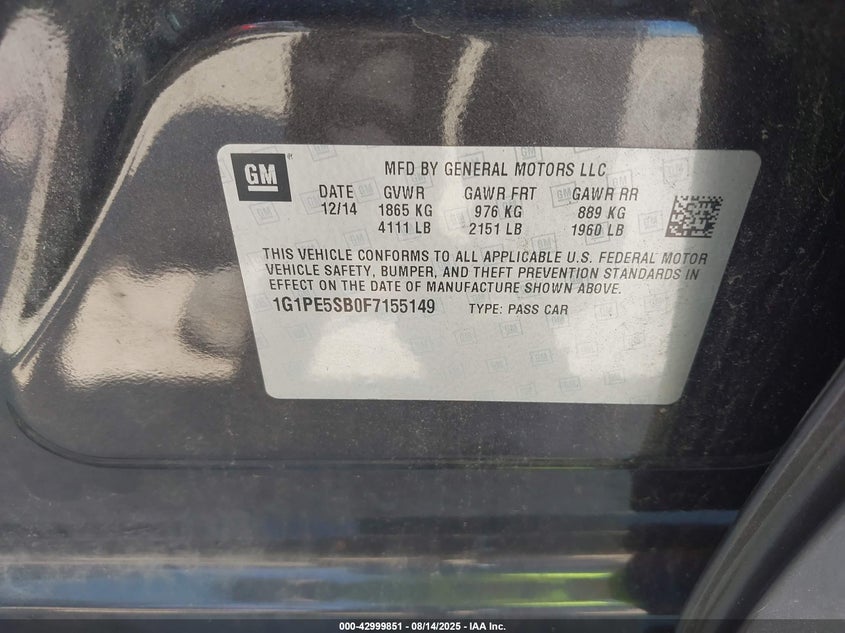 GM
MFD BY GENERAL MOTORS LLC
DATE GVWR GAWR FRT GAWR RR
12/14 1865 KG 976 KG 889 KG
4111 LB 2151 LB 1960 LB
THIS VEHICLE CONFORMS TO ALL APPLICABLE U.S. FEDERAL MOTOR
VEHICLE SAFETY, BUMPER, AND THEFT PREVENTION STANDARDS IN
EFFECT ON THE DATE OF MANUFACTURE SHOWN ABOVE.
1G1PE5SB0F7155149 TYPE: PASS CAR
000-42999851 - 08/14/2025 - IAA Inc.